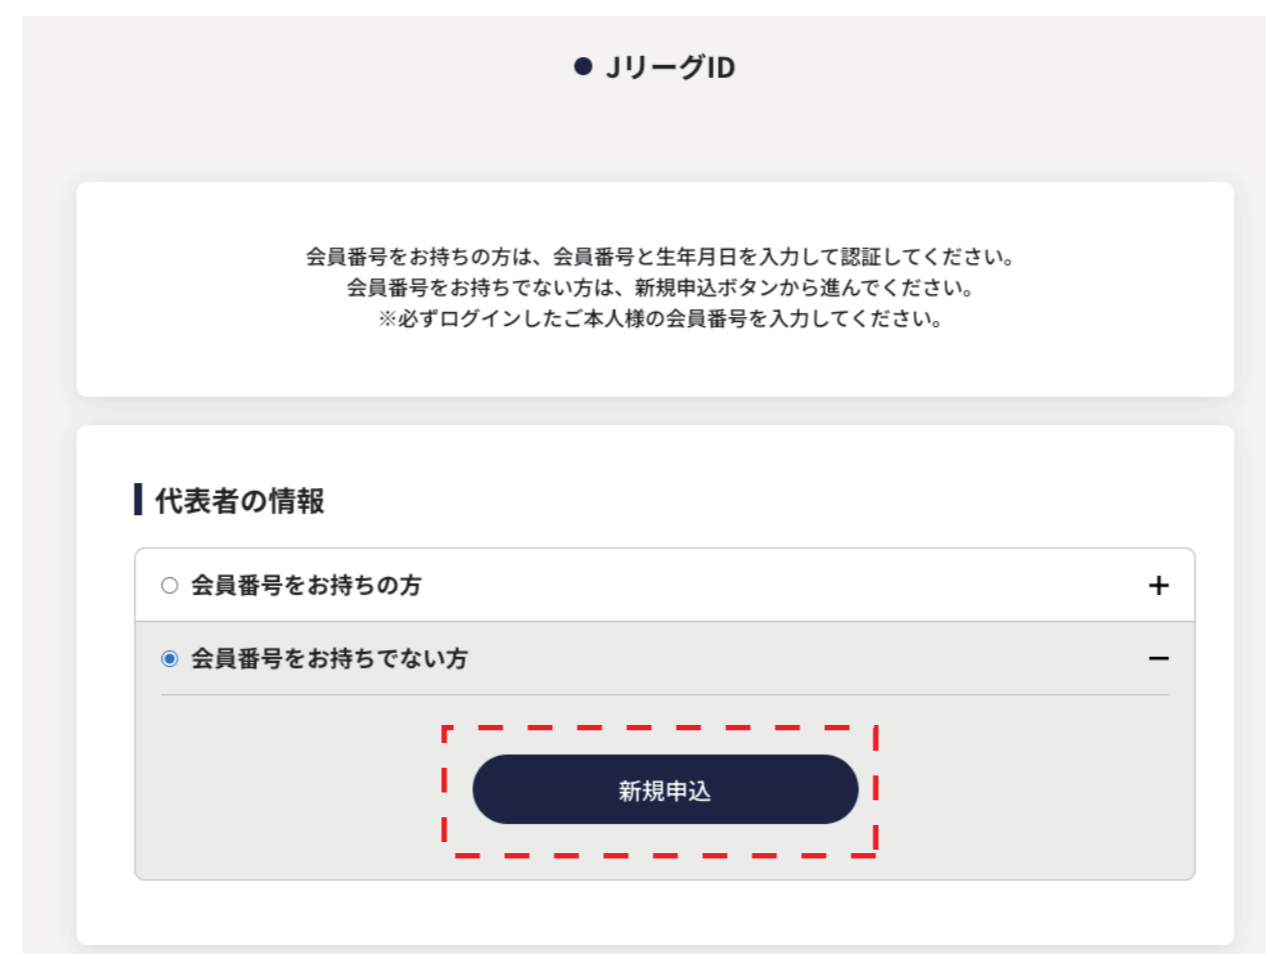 ● JリーグID
会員番号をお持ちの方は、会員番号と生年月日を入力して認証してください。
会員番号をお持ちでない方は、新規申込ボタンから進んでください。
※必ずログインしたご本人様の会員番号を入力してください。
代表者の情報
会員番号をお持ちの方
会員番号をお持ちでない方
新規申込